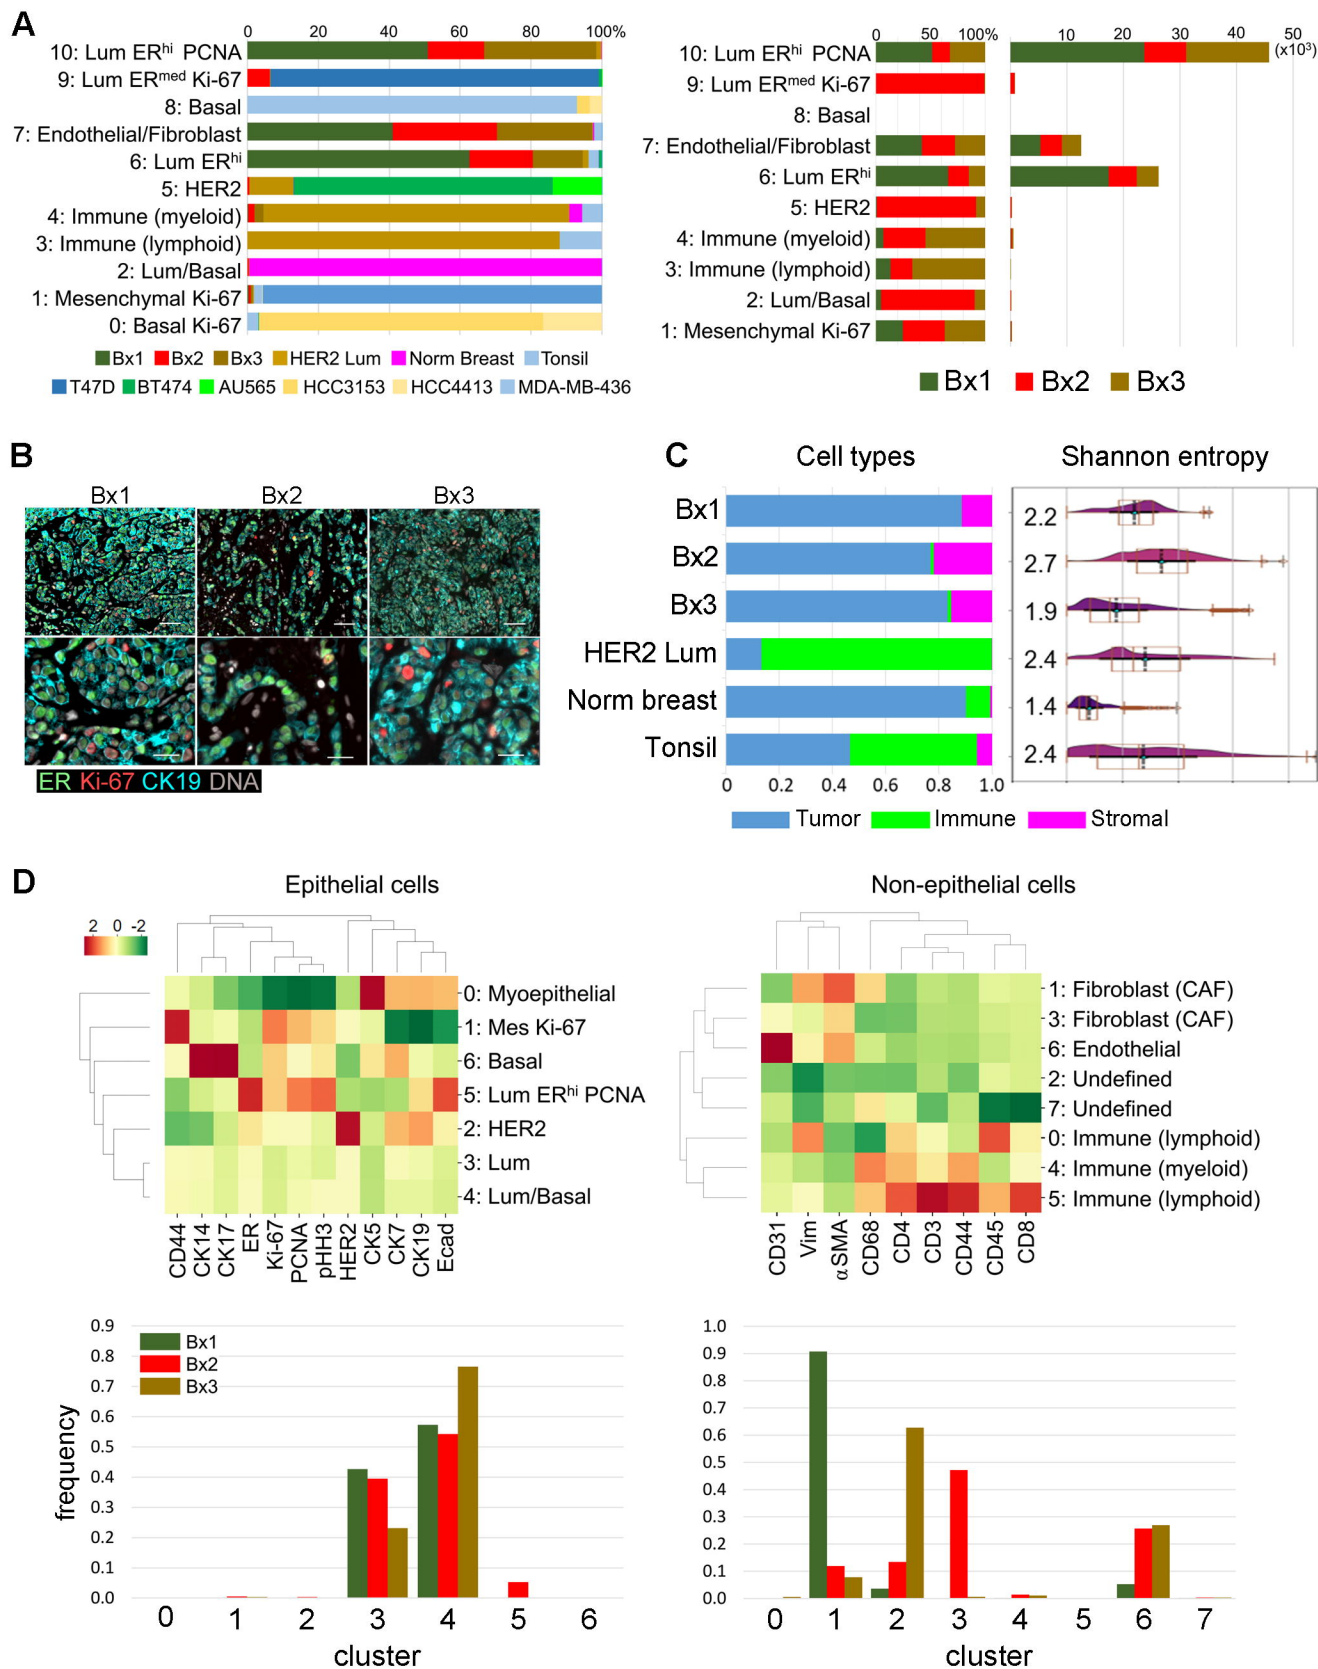 A
0 20 40 60 80 100%
10: Lum ERhi PCNA
9: Lum ERmed Ki-67
8: Basal
7: Endothelial/Fibroblast
6: Lum ERhi
5: HER2
4: Immune (myeloid)
3: Immune (lymphoid)
2: Lum/Basal
1: Mesenchymal Ki-67
0: Basal Ki-67
Bx1 Bx2 Bx3 HER2 Lum Norm Breast Tonsil
T47D BT474 AU565 HCC3153 HCC4413 MDA-MB-436
0 50 100% 10 20 30 40 50
(x10³)
10: Lum ERhi PCNA
9: Lum ERmed Ki-67
8: Basal
7: Endothelial/Fibroblast
6: Lum ERhi
5: HER2
4: Immune (myeloid)
3: Immune (lymphoid)
2: Lum/Basal
1: Mesenchymal Ki-67
Bx1 Bx2 Bx3
B
Bx1 Bx2 Bx3
ER Ki-67 CK19 DNA
C
Cell types Shannon entropy
Bx1 2.2
Bx2 2.7
Bx3 1.9
HER2 Lum 2.4
Norm breast 1.4
Tonsil 2.4
0 0.2 0.4 0.6 0.8 1.0
Tumor Immune Stromal
D
Epithelial cells
2 0 -2
0: Myoepithelial
1: Mes Ki-67
6: Basal
5: Lum ERhi PCNA
2: HER2
3: Lum
4: Lum/Basal
CD44 CK14 CK17 ER Ki-67 PCNA pHH3 HER2 CK5 CK7 CK19 Ecad
Non-epithelial cells
1: Fibroblast (CAF)
3: Fibroblast (CAF)
6: Endothelial
2: Undefined
7: Undefined
0: Immune (lymphoid)
4: Immune (myeloid)
5: Immune (lymphoid)
CD31 Vim αSMA CD68 CD4 CD3 CD44 CD45 CD8
frequency
0.9
0.8
0.7
0.6
0.5
0.4
0.3
0.2
0.1
0.0
Bx1
Bx2
Bx3
0 1 2 3 4 5 6
cluster
1.0
0.9
0.8
0.7
0.6
0.5
0.4
0.3
0.2
0.1
0.0
0 1 2 3 4 5 6 7
cluster